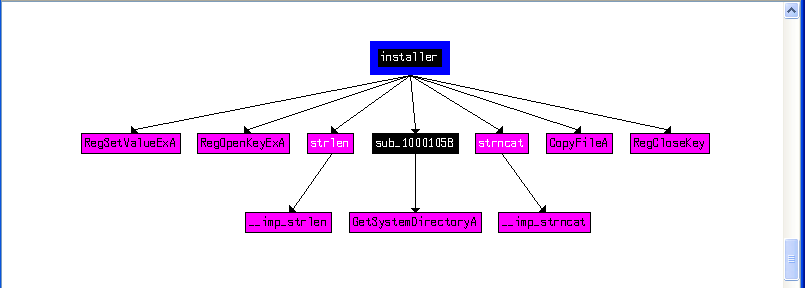 installer
RegSetValueExA
RegOpenKeyExA
strlen
sub_1000105B
strncat
CopyFileA
RegCloseKey
__imp_strlen
GetSystemDirectoryA
__imp_strncat